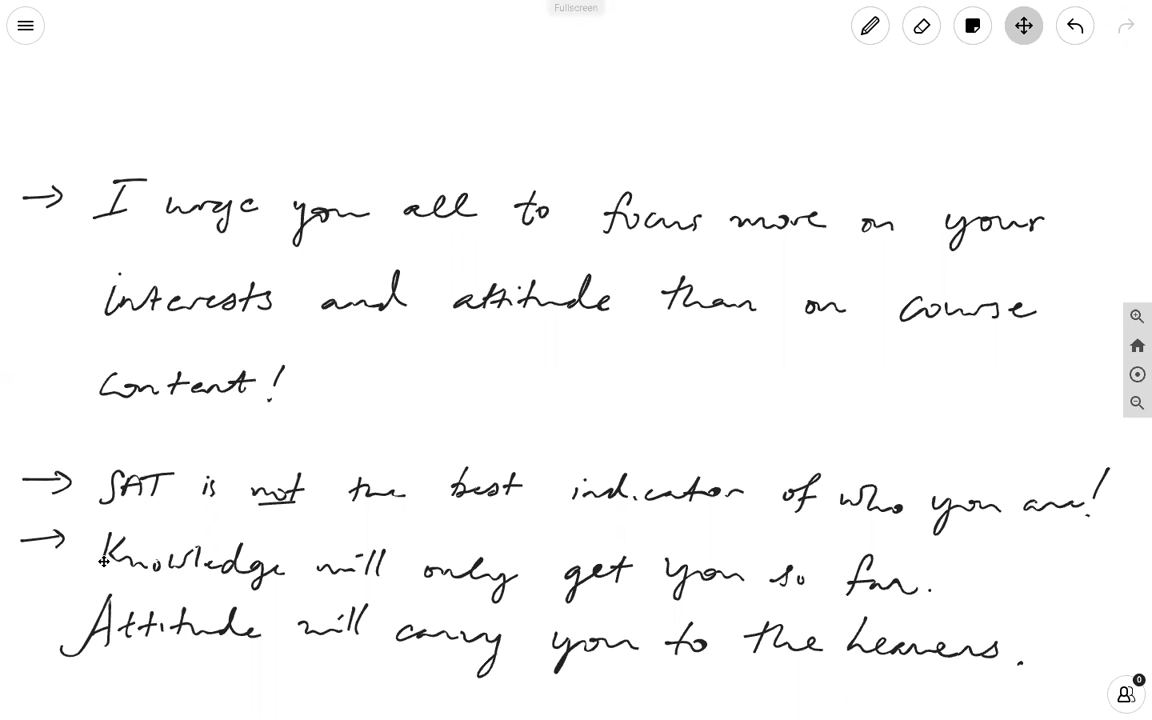 Fullscreen
→ I urge you all to focus more on your
interests and attitude than on course
content!
→ SAT is not the best indicator of who you are!
→ Knowledge will only get you so far.
Attitude will carry you to the heavens.
0